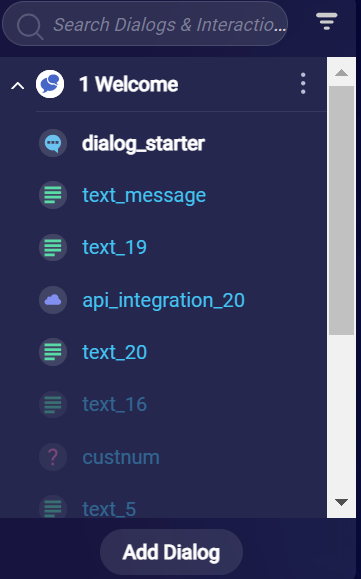 Search Dialogs & Interactio...
1 Welcome
dialog_starter
text_message
text_19
api_integration_20
text_20
text_16
? custnum
text_5
Add Dialog